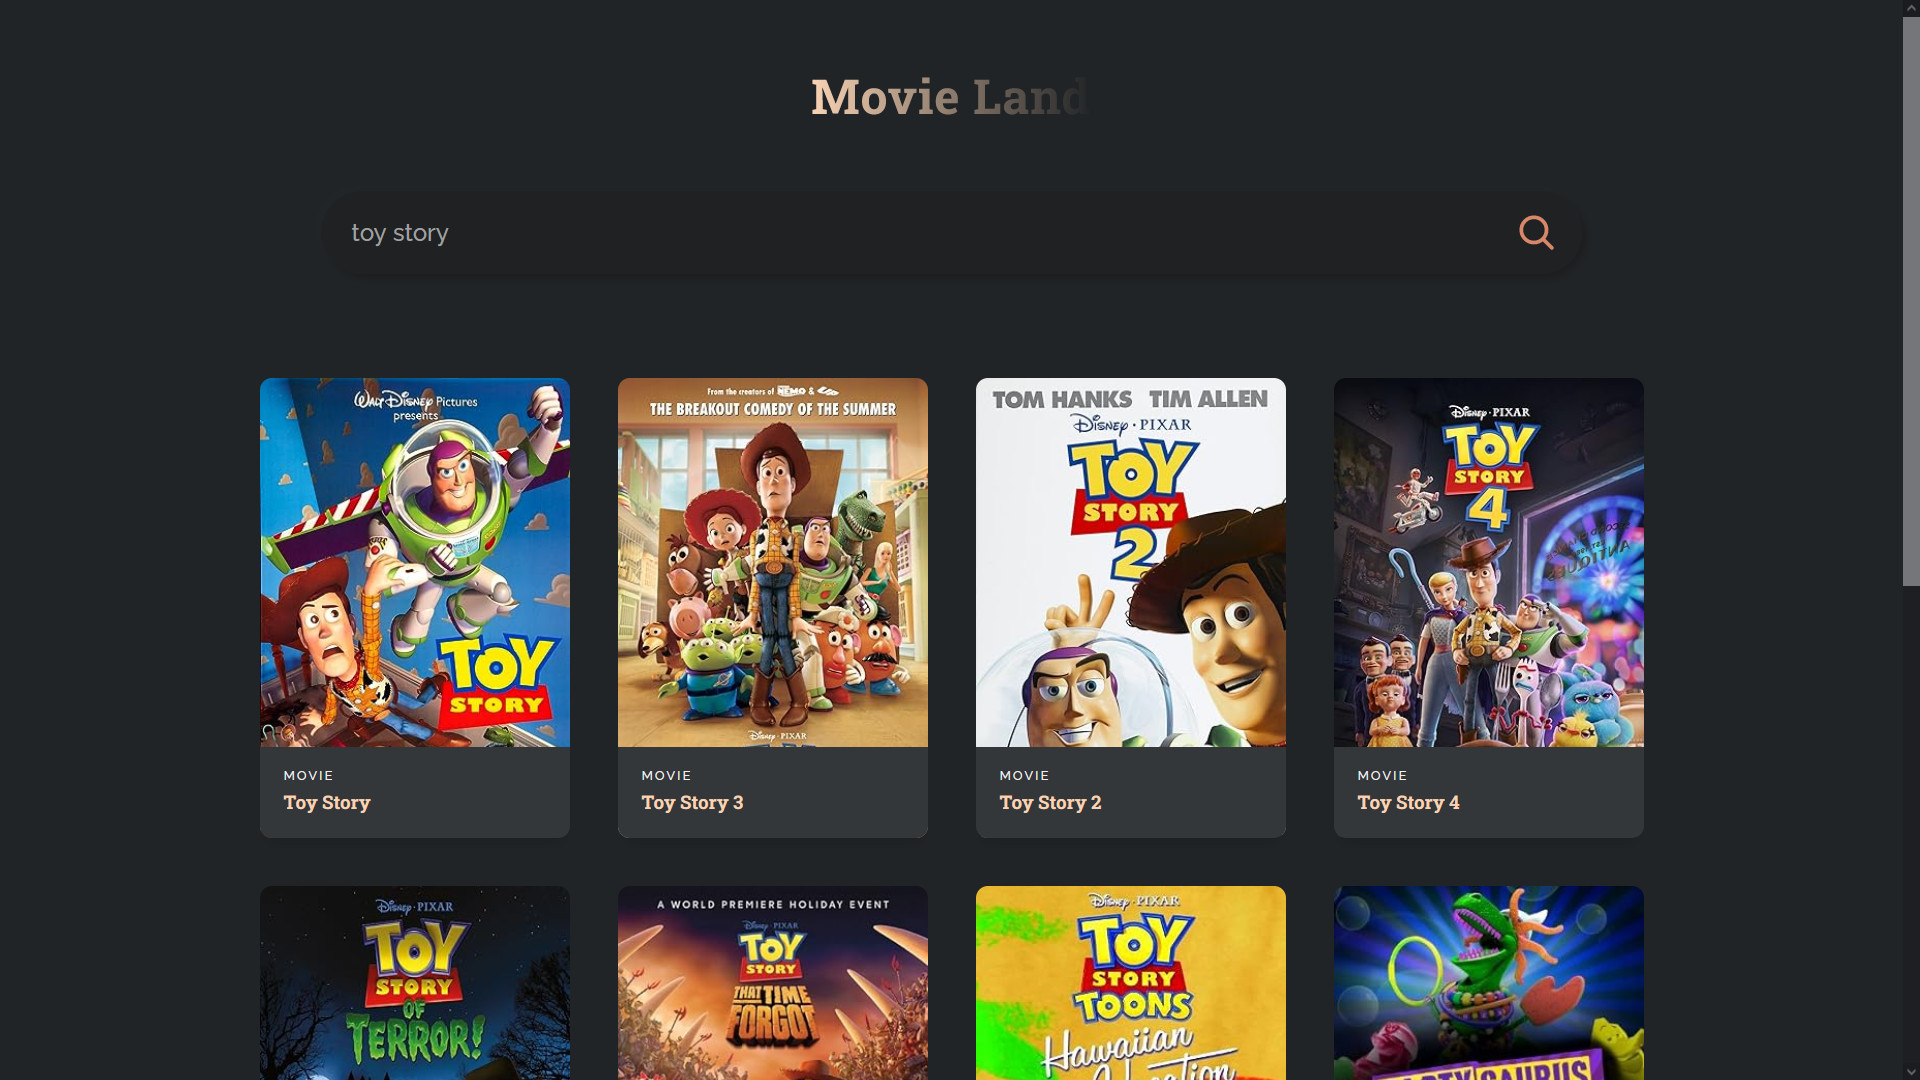 Movie Land
toy story
WALT DISNEY Pictures
presents
TOY
STORY
MOVIE
Toy Story
From the creators of NEMO &
THE BREAKOUT COMEDY OF THE SUMMER
DISNEY · PIXAR
MOVIE
Toy Story 3
TOM HANKS TIM ALLEN
DISNEY · PIXAR
TOY
STORY
2
MOVIE
Toy Story 2
DISNEY · PIXAR
TOY
STORY
4
MOVIE
Toy Story 4
DISNEY · PIXAR
TOY
STORY
OF
TERROR!
A WORLD PREMIERE HOLIDAY EVENT
DISNEY · PIXAR
TOY
STORY
THAT TIME
FORGOT
DISNEY · PIXAR
TOY
STORY
TOONS
Hawaiian
Vacation